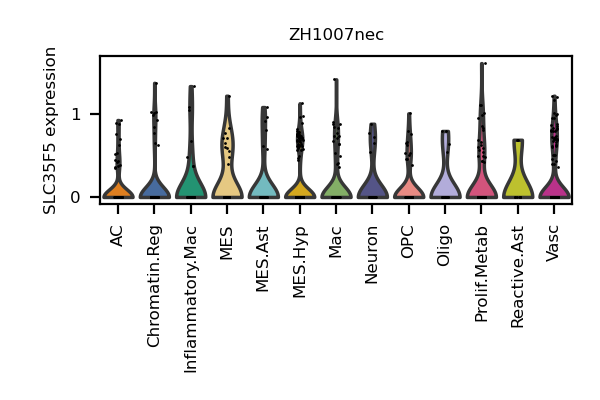 ZH1007nec
SLC35F5 expression
1
0
AC
Chromatin.Reg
Inflammatory.Mac
MES
MES.Ast
MES.Hyp
Mac
Neuron
OPC
Oligo
Prolif.Metab
Reactive.Ast
Vasc